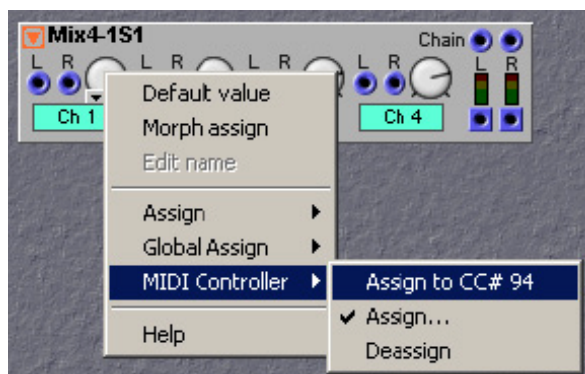 Mix4-1S1
Chain
L R L R L R L R L R
Ch 1
Ch 4
Default value
Morph assign
Edit name
Assign
Global Assign
MIDI Controller
Help
Assign to CC# 94
Assign...
Deassign